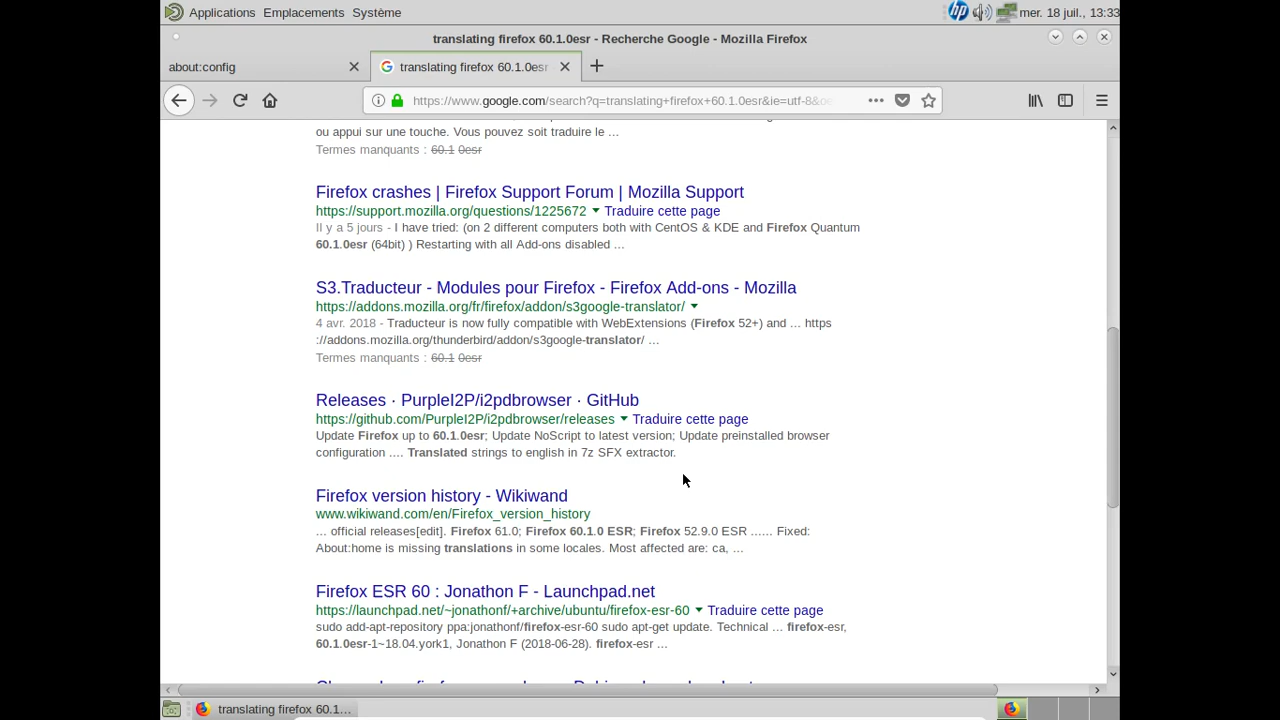 Applications Emplacements Système
hp
mer. 18 juil., 13:33
translating firefox 60.1.0esr - Recherche Google - Mozilla Firefox
about:config
translating firefox 60.1.0esr
https://www.google.com/search?q=translating+firefox+60.1.0esr&ie=utf-8&oe
ou appui sur une touche. Vous pouvez soit traduire le ...
Termes manquants : 60.1 0esr
Firefox crashes | Firefox Support Forum | Mozilla Support
https://support.mozilla.org/questions/1225672 Traduire cette page
Il y a 5 jours - I have tried: (on 2 different computers both with CentOS & KDE and Firefox Quantum
60.1.0esr (64bit) ) Restarting with all Add-ons disabled ...
S3.Traducteur - Modules pour Firefox - Firefox Add-ons - Mozilla
https://addons.mozilla.org/fr/firefox/addon/s3google-translator/
4 avr. 2018 - Traducteur is now fully compatible with WebExtensions (Firefox 52+) and ... https
://addons.mozilla.org/thunderbird/addon/s3google-translator/ ...
Termes manquants : 60.1 0esr
Releases · PurpleI2P/i2pdbrowser · GitHub
https://github.com/PurpleI2P/i2pdbrowser/releases Traduire cette page
Update Firefox up to 60.1.0esr; Update NoScript to latest version; Update preinstalled browser
configuration .... Translated strings to english in 7z SFX extractor.
Firefox version history - Wikiwand
www.wikiwand.com/en/Firefox_version_history
... official releases[edit]. Firefox 61.0; Firefox 60.1.0 ESR; Firefox 52.9.0 ESR ...... Fixed:
About:home is missing translations in some locales. Most affected are: ca, ...
Firefox ESR 60 : Jonathon F - Launchpad.net
https://launchpad.net/~jonathonf/+archive/ubuntu/firefox-esr-60 Traduire cette page
sudo add-apt-repository ppa:jonathonf/firefox-esr-60 sudo apt-get update. Technical ... firefox-esr,
60.1.0esr-1~18.04.york1, Jonathon F (2018-06-28). firefox-esr ...
translating firefox 60.1...